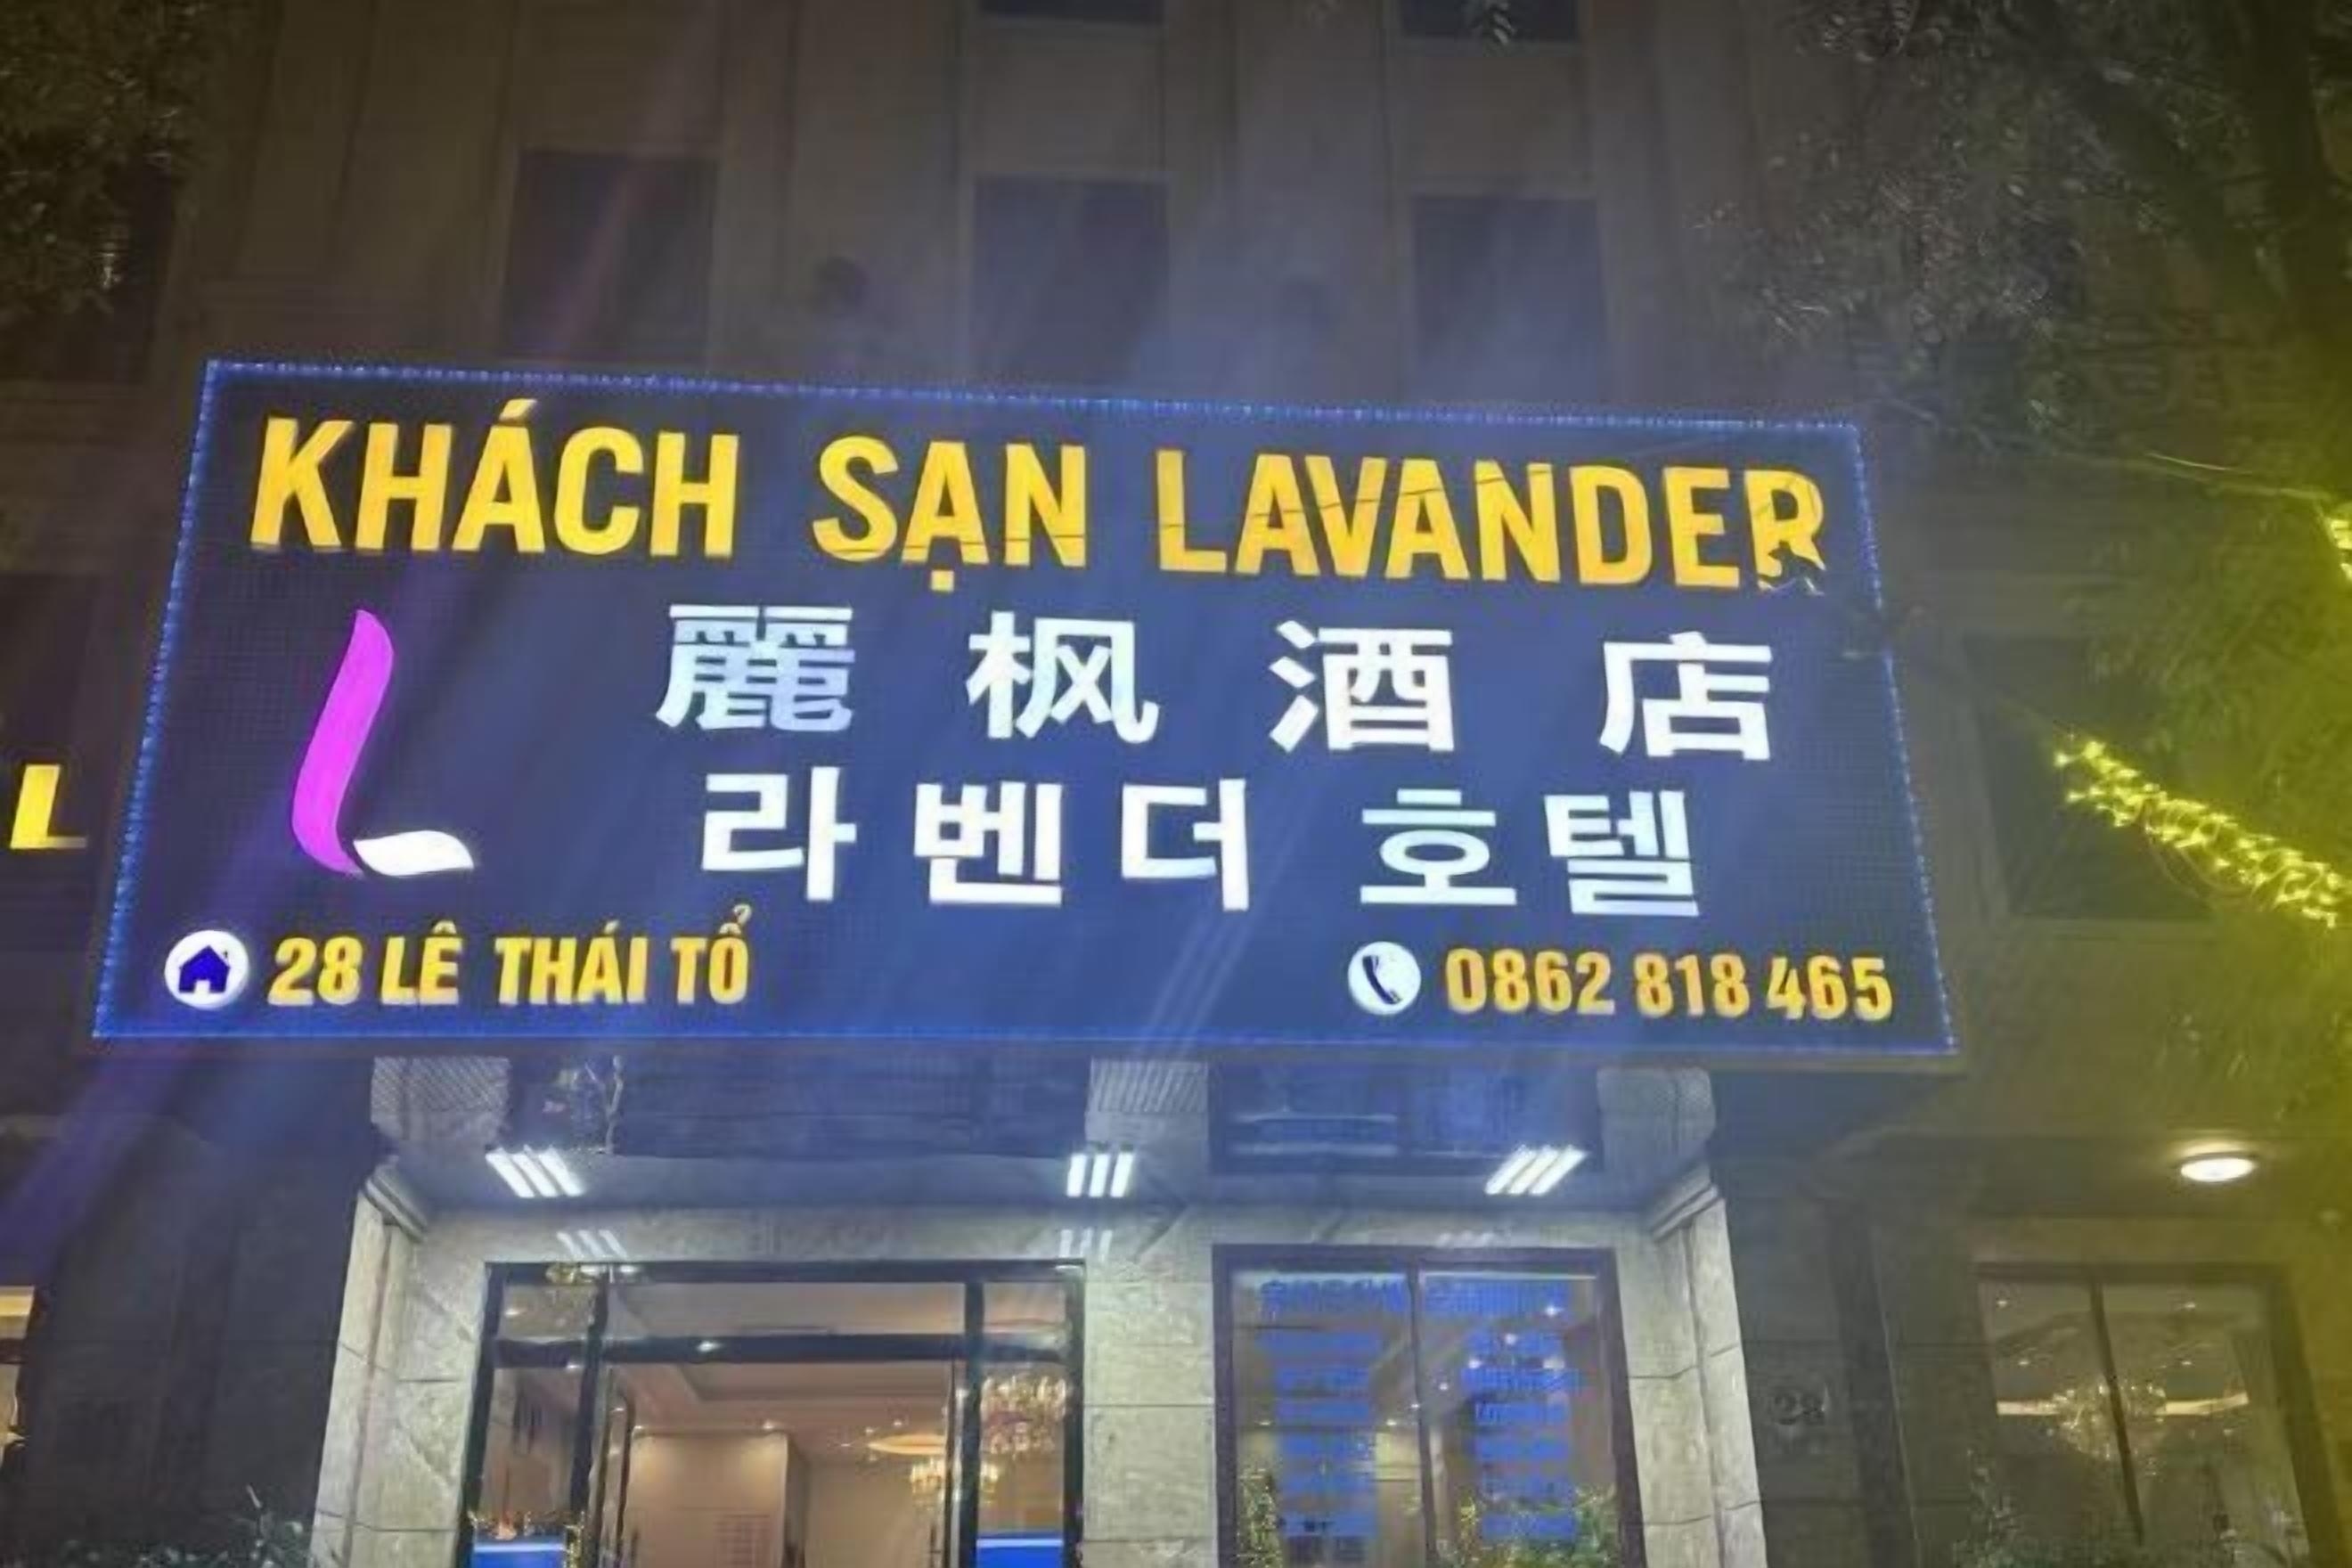 KHÁCH SẠN LAVANDER
麗枫酒店
라벤더 호텔
28 LÊ THÁI TỔ
0862 818 465
L
28